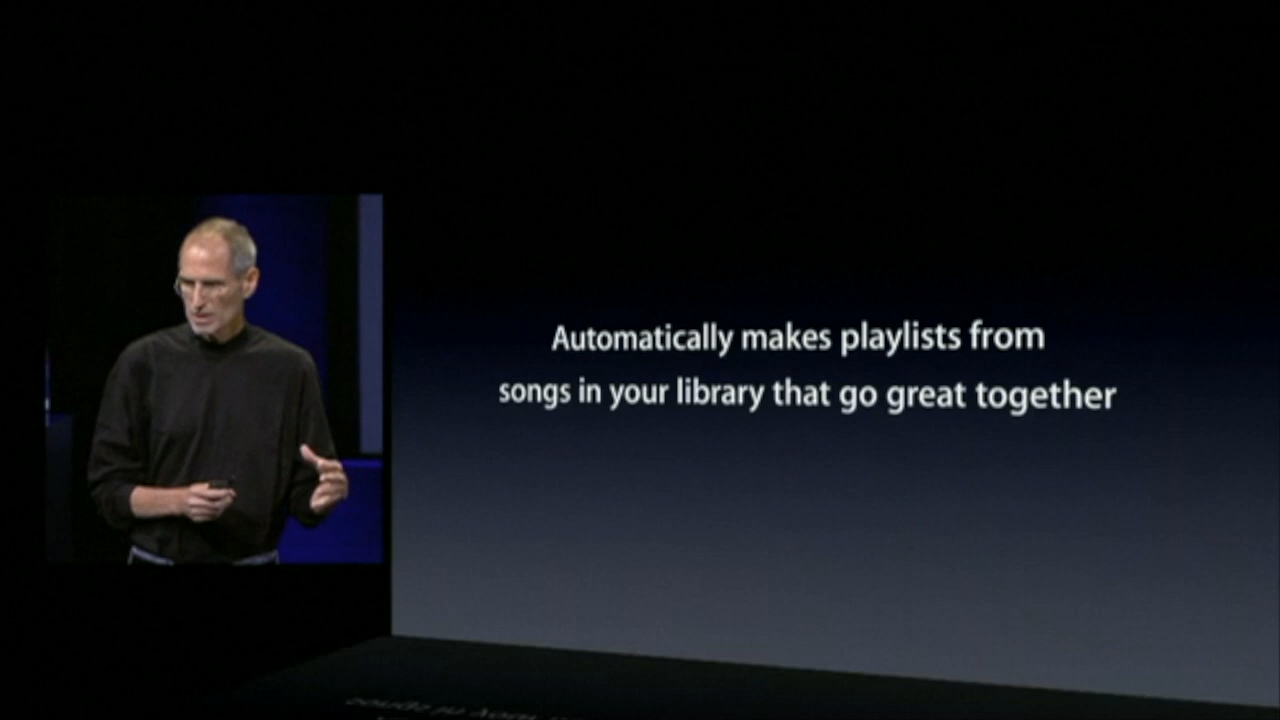 Automatically makes playlists from
songs in your library that go great together